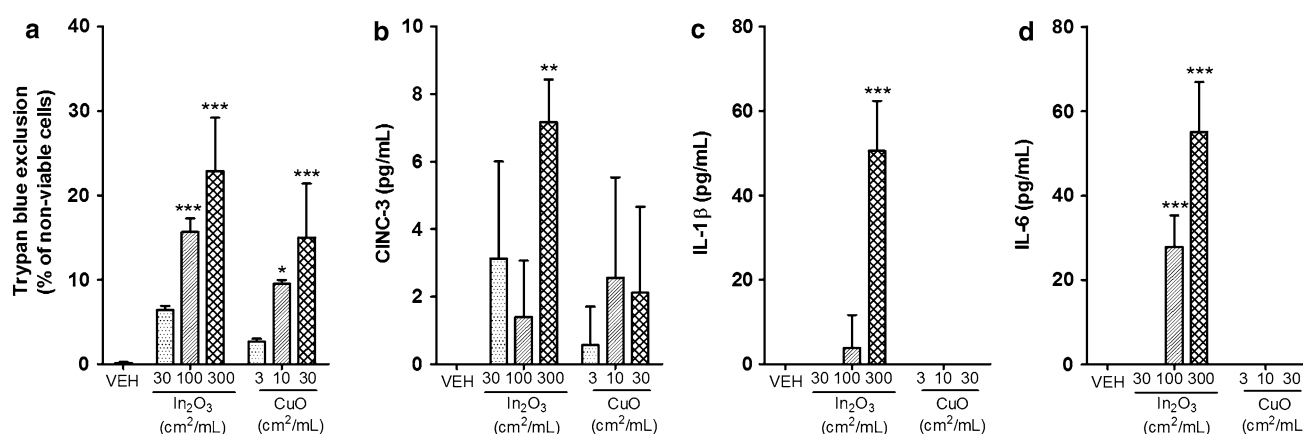 a
Trypan blue exclusion
(% of non-viable cells)
40
30
20
10
0
***
***
*
***
VEH 30 100 300 3 10 30
In₂O₃ CuO
(cm²/mL) (cm²/mL)
b
CINC-3 (pg/mL)
10
8
6
4
2
0
**
VEH 30 100 300 3 10 30
In₂O₃ CuO
(cm²/mL) (cm²/mL)
c
IL-1β (pg/mL)
80
60
40
20
0
***
VEH 30 100 300 3 10 30
In₂O₃ CuO
(cm²/mL) (cm²/mL)
d
IL-6 (pg/mL)
80
60
40
20
0
***
***
VEH 30 100 300 3 10 30
In₂O₃ CuO
(cm²/mL) (cm²/mL)